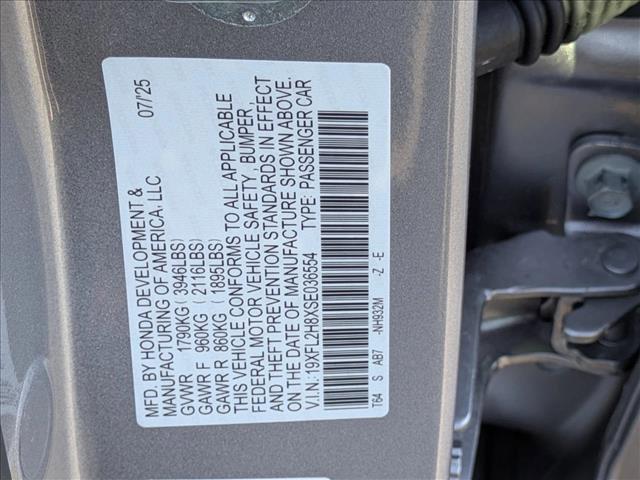 MFD. BY HONDA DEVELOPMENT & 07/'25
MANUFACTURING OF AMERICA, LLC
GVWR 1790KG (3946LBS)
GAWR F 960KG (2116LBS)
GAWR R 860KG (1895LBS)
THIS VEHICLE CONFORMS TO ALL APPLICABLE
FEDERAL MOTOR VEHICLE SAFETY, BUMPER,
AND THEFT PREVENTION STANDARDS IN EFFECT
ON THE DATE OF MANUFACTURE SHOWN ABOVE.
V.I.N.: 19XFL2H8XSE036554 TYPE: PASSENGER CAR
T64 S AB7 -NH932M -Z -E